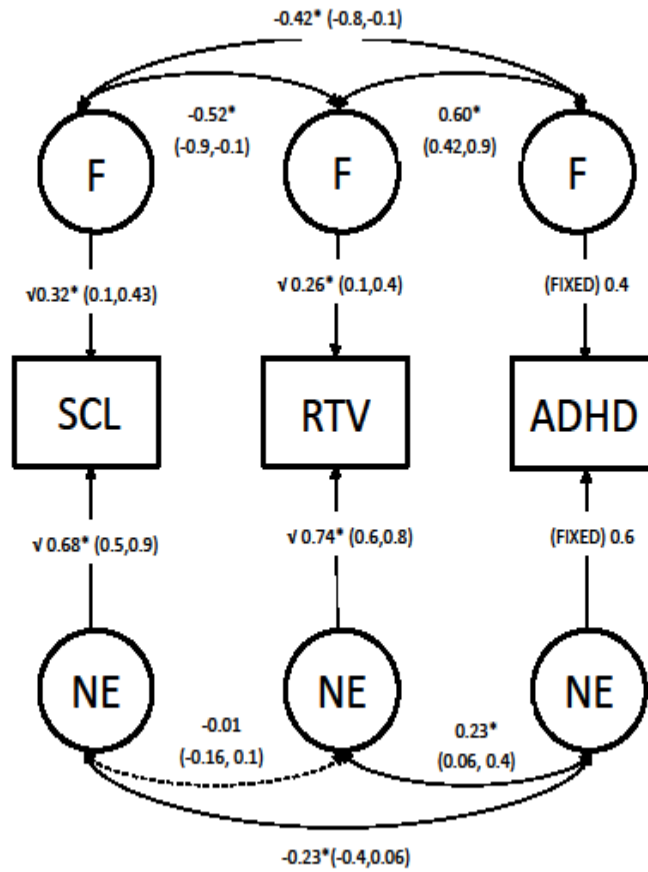 -0.42* (-0.8,-0.1)
-0.52*
(-0.9,-0.1)
0.60*
(0.42,0.9)
F
F
F
√0.32* (0.1,0.43)
√ 0.26* (0.1,0.4)
(FIXED) 0.4
SCL
RTV
ADHD
√ 0.68* (0.5,0.9)
√ 0.74* (0.6,0.8)
(FIXED) 0.6
NE
NE
NE
-0.01
(-0.16, 0.1)
0.23*
(0.06, 0.4)
-0.23*(-0.4,0.06)